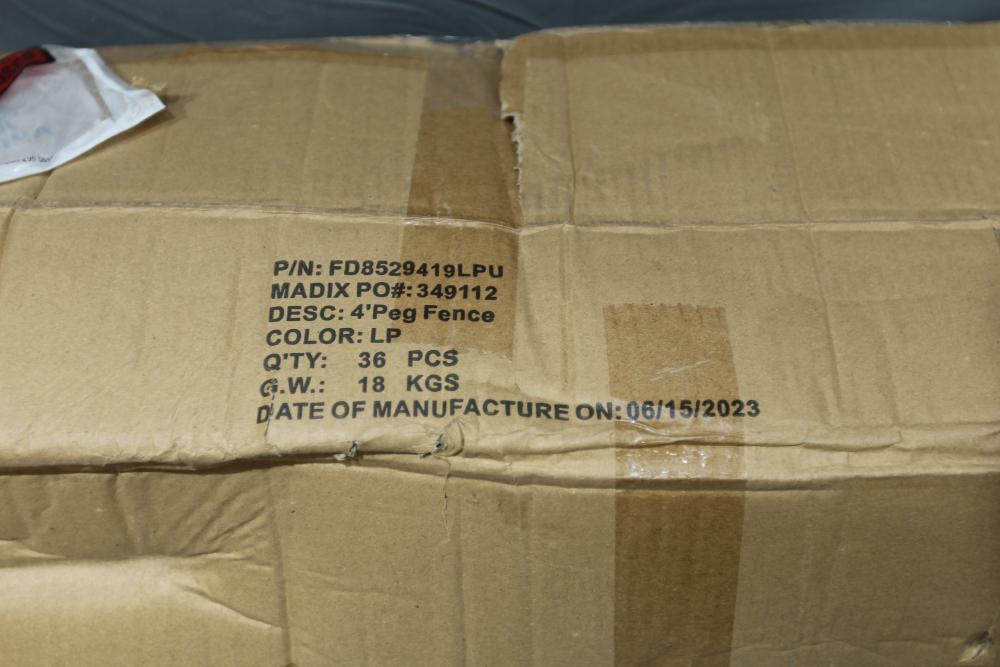 P/N: FD8529419LPU
MADIX PO#: 349112
DESC: 4'Peg Fence
COLOR: LP
Q'TY: 36 PCS
G.W.: 18 KGS
DATE OF MANUFACTURE ON: 06/15/2023